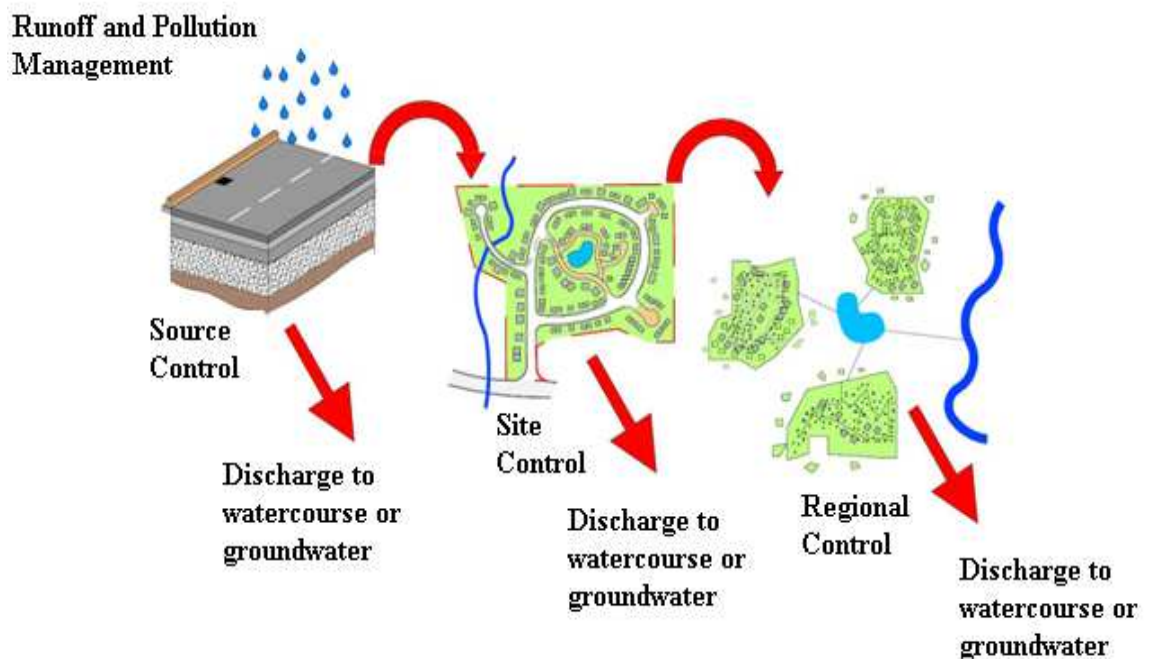 Runoff and Pollution
Management
Source
Control
Discharge to
watercourse or
groundwater
Site
Control
Discharge to
watercourse or
groundwater
Regional
Control
Discharge to
watercourse or
groundwater